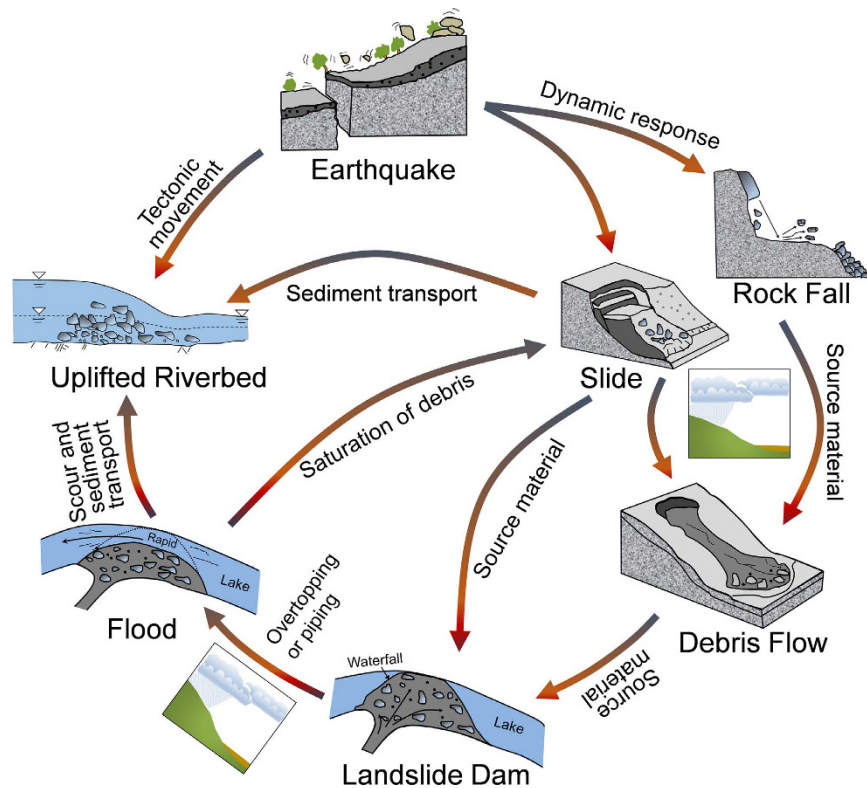 Earthquake
Dynamic response
Tectonic
movement
Rock Fall
Sediment transport
Slide
Uplifted Riverbed
Source material
Saturation of debris
Scour and
sediment
transport
Source material
Rapid
Lake
Flood
Overtopping
or piping
Debris Flow
Source
material
Waterfall
Lake
Landslide Dam